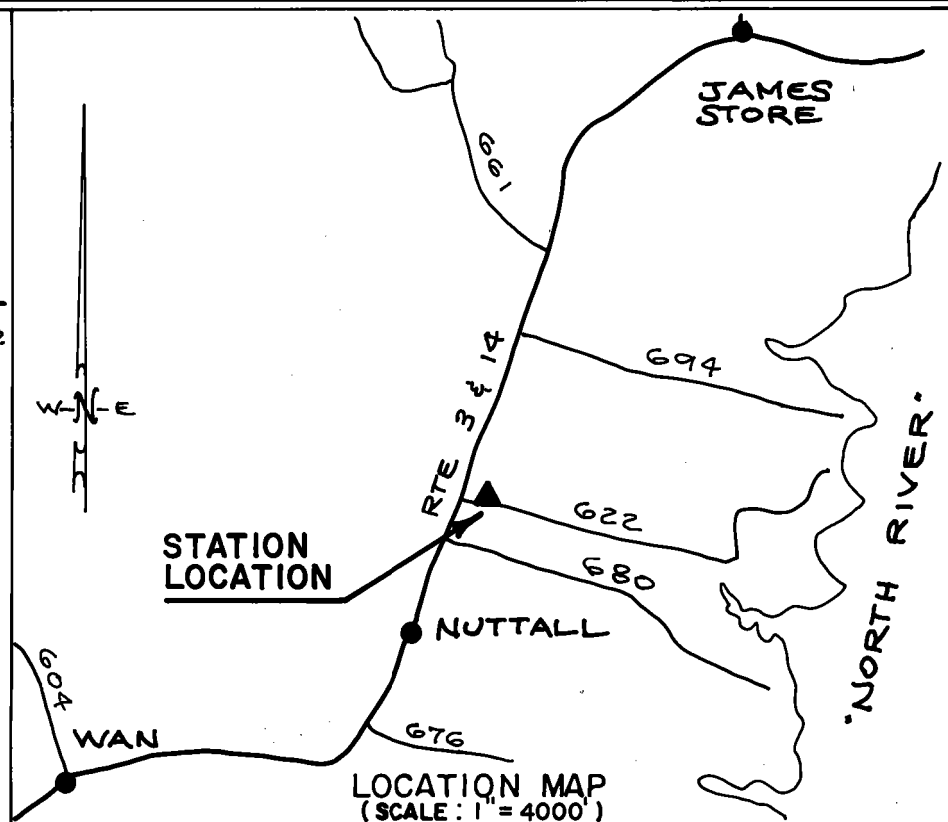 JAMES
STORE
661
694
W-N-E
RTE 3 & 14
"NORTH RIVER"
622
STATION
LOCATION
680
NUTTALL
604
WAN
676
LOCATION MAP
(SCALE: 1" = 4000')